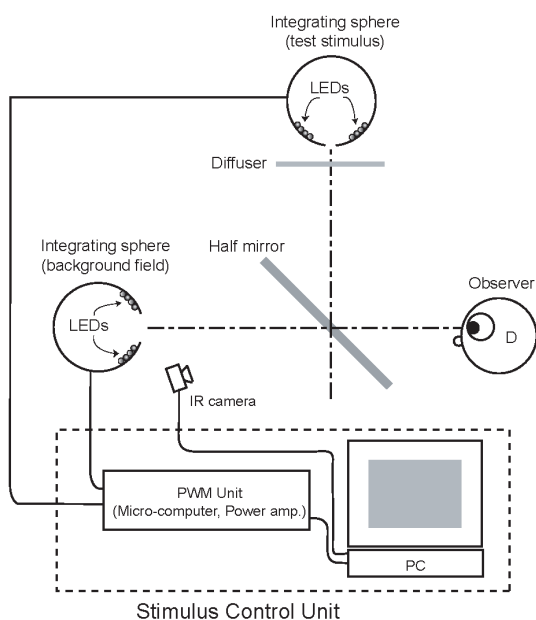 Integrating sphere
(test stimulus)
LEDs
Diffuser
Integrating sphere
(background field)
Half mirror
Observer
LEDs
D
IR camera
PWM Unit
(Micro-computer, Power amp.)
PC
Stimulus Control Unit